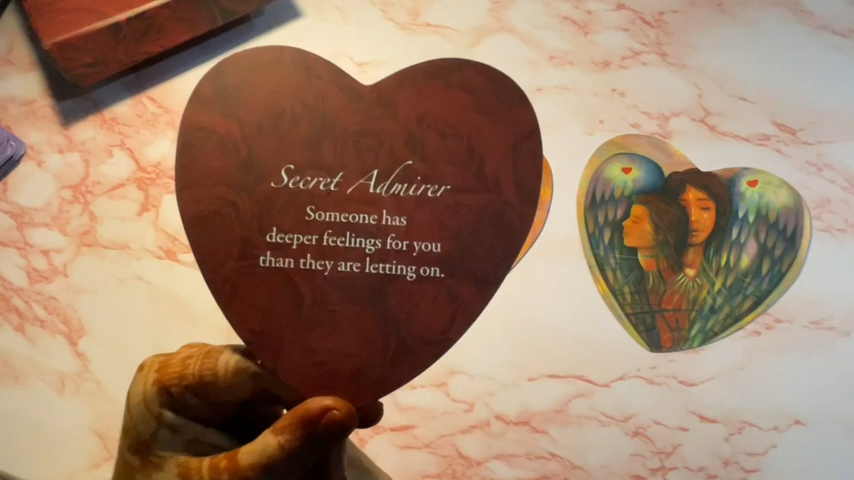 Secret Admirer
Someone has
deeper feelings for you
than they are letting on.